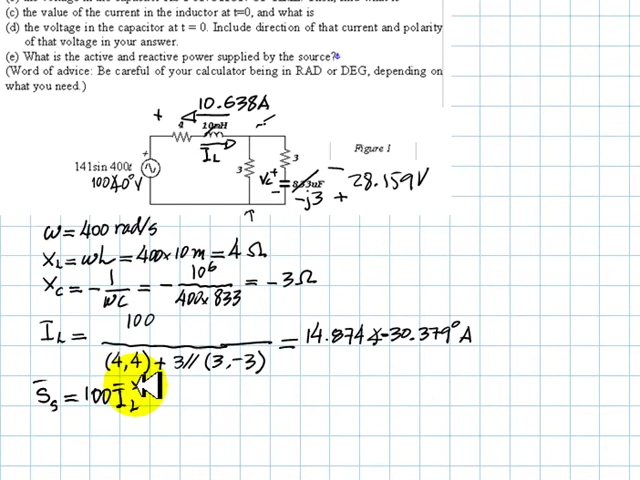 (c) the value of the current in the inductor at t=0, and what is
(d) the voltage in the capacitor at t = 0. Include direction of that current and polarity
of that voltage in your answer.
(e) What is the active and reactive power supplied by the source?
(Word of advice: Be careful of your calculator being in RAD or DEG, depending on
what you need.)
10.638A
+
4
10mH
I_L
Figure 1
+
141sin 400t
100∡0° V
3
3
Vc +
833uF
-
-j3
- 28.159V +
ω = 400 rad/s
X_L = ωL = 400×10m = 4 Ω
X_C = - 1/ωC = - 10⁶/400×833 = -3Ω
I_L = 100/((4,4) + 3//(3,-3)) = 14.874∡-30.379° A
S_s = 100 I_L